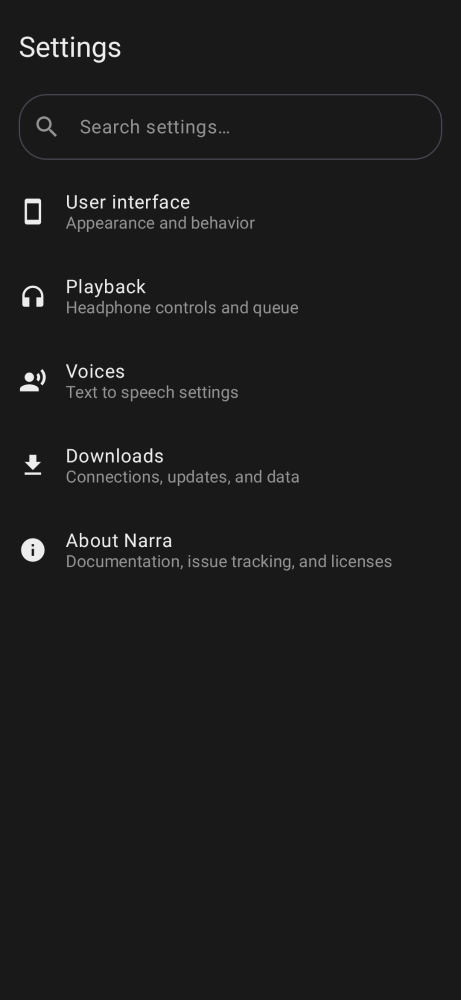 Settings
Search settings…
User interface
Appearance and behavior
Playback
Headphone controls and queue
Voices
Text to speech settings
Downloads
Connections, updates, and data
About Narra
Documentation, issue tracking, and licenses